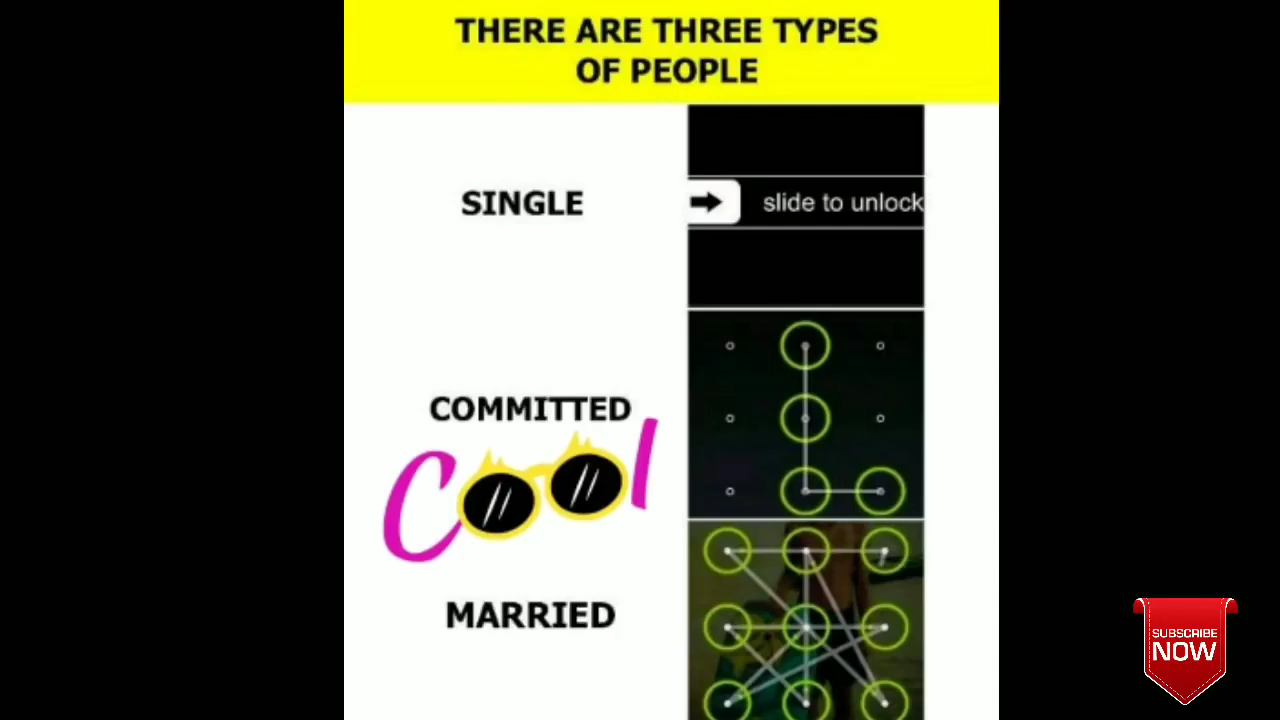 THERE ARE THREE TYPES
OF PEOPLE
SINGLE
slide to unlock
COMMITTED
Cool
MARRIED
SUBSCRIBE
NOW